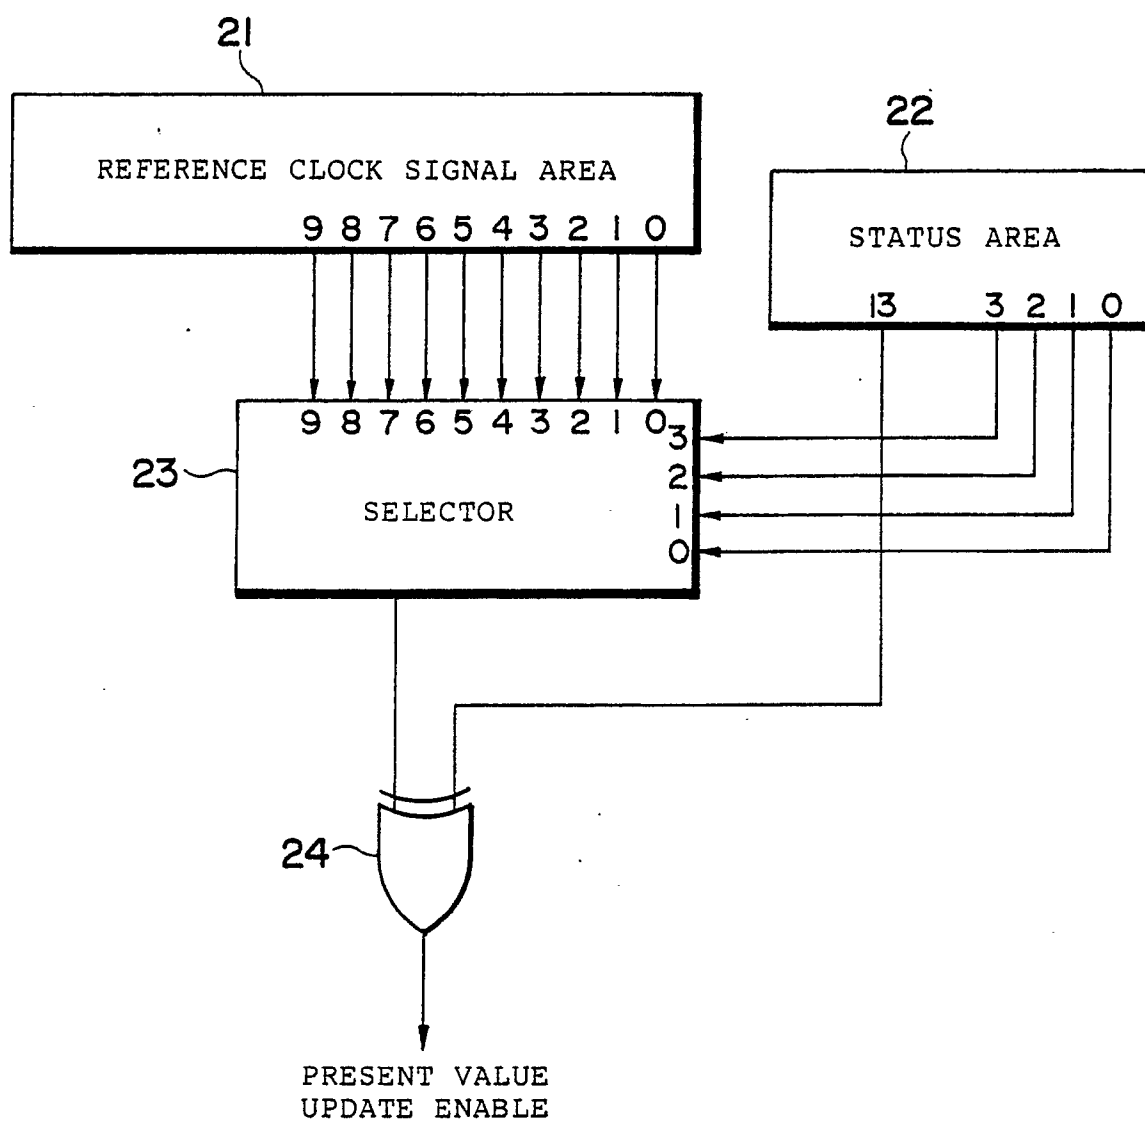 21
22
REFERENCE CLOCK SIGNAL AREA
9 8 7 6 5 4 3 2 1 0
STATUS AREA
13 3 2 1 0
9 8 7 6 5 4 3 2 1 0
3
2
1
0
23
SELECTOR
24
PRESENT VALUE
UPDATE ENABLE